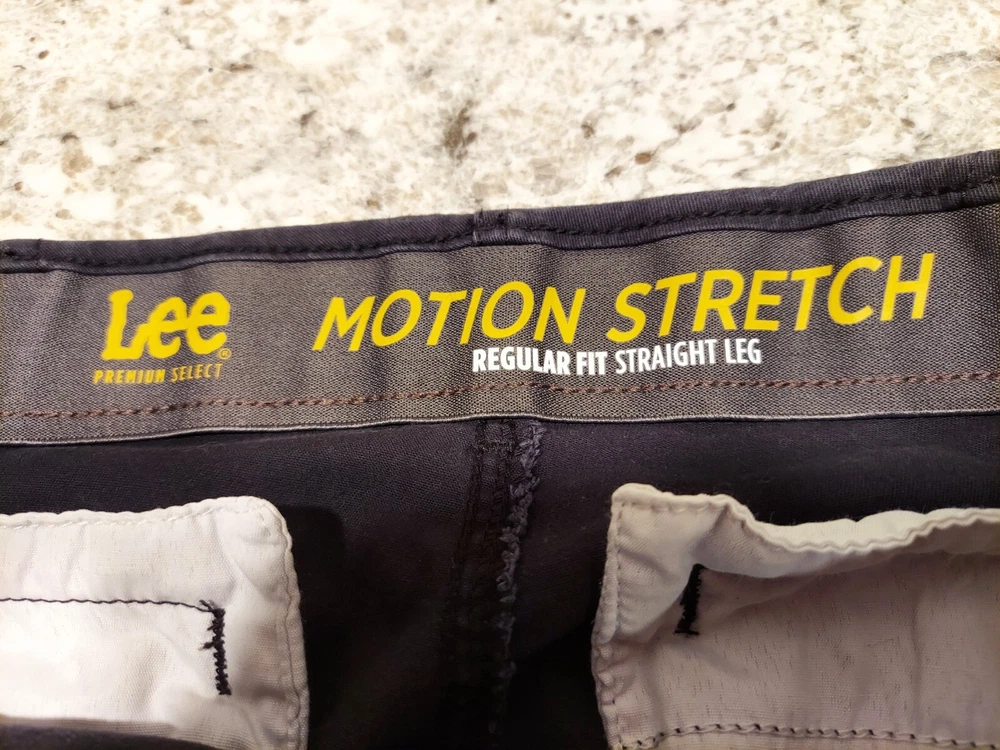 Lee®
PREMIUM SELECT
MOTION STRETCH
REGULAR FIT STRAIGHT LEG